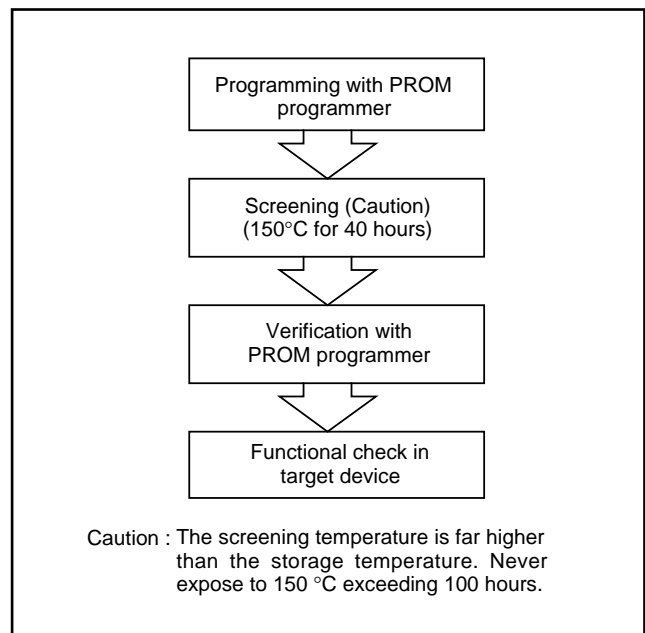 Programming with PROM
programmer
Screening (Caution)
(150°C for 40 hours)
Verification with
PROM programmer
Functional check in
target device
Caution : The screening temperature is far higher
than the storage temperature. Never
expose to 150 °C exceeding 100 hours.